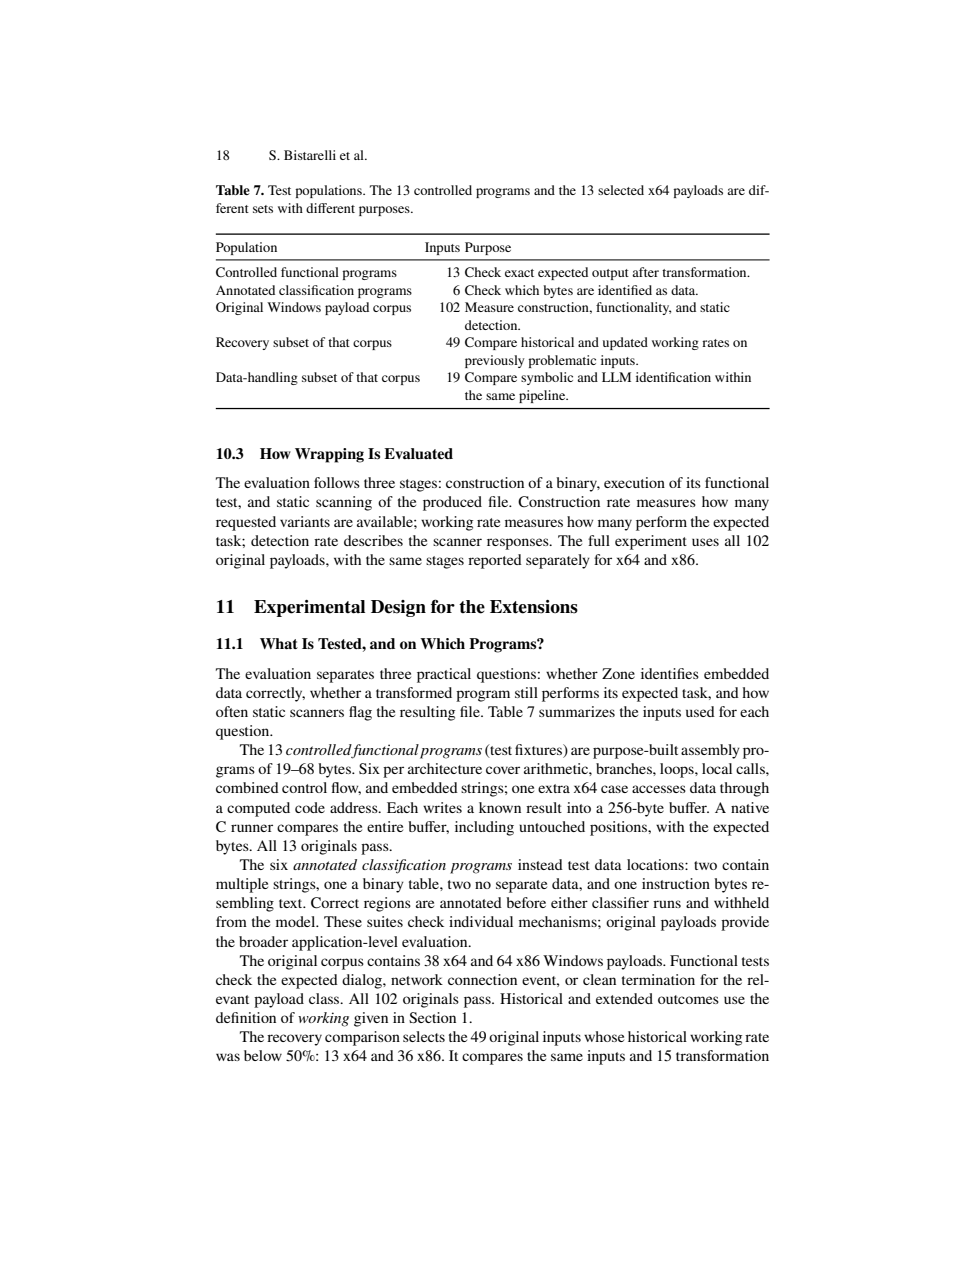 18 S. Bistarelli et al.
Table 7. Test populations. The 13 controlled programs and the 13 selected x64 payloads are dif-
ferent sets with different purposes.
Population Inputs Purpose
Controlled functional programs 13 Check exact expected output after transformation.
Annotated classification programs 6 Check which bytes are identified as data.
Original Windows payload corpus 102 Measure construction, functionality, and static
detection.
Recovery subset of that corpus 49 Compare historical and updated working rates on
previously problematic inputs.
Data-handling subset of that corpus 19 Compare symbolic and LLM identification within
the same pipeline.
10.3 How Wrapping Is Evaluated
The evaluation follows three stages: construction of a binary, execution of its functional
test, and static scanning of the produced file. Construction rate measures how many
requested variants are available; working rate measures how many perform the expected
task; detection rate describes the scanner responses. The full experiment uses all 102
original payloads, with the same stages reported separately for x64 and x86.
11 Experimental Design for the Extensions
11.1 What Is Tested, and on Which Programs?
The evaluation separates three practical questions: whether Zone identifies embedded
data correctly, whether a transformed program still performs its expected task, and how
often static scanners flag the resulting file. Table 7 summarizes the inputs used for each
question.
The 13 controlled functional programs (test fixtures) are purpose-built assembly pro-
grams of 19–68 bytes. Six per architecture cover arithmetic, branches, loops, local calls,
combined control flow, and embedded strings; one extra x64 case accesses data through
a computed code address. Each writes a known result into a 256-byte buffer. A native
C runner compares the entire buffer, including untouched positions, with the expected
bytes. All 13 originals pass.
The six annotated classification programs instead test data locations: two contain
multiple strings, one a binary table, two no separate data, and one instruction bytes re-
sembling text. Correct regions are annotated before either classifier runs and withheld
from the model. These suites check individual mechanisms; original payloads provide
the broader application-level evaluation.
The original corpus contains 38 x64 and 64 x86 Windows payloads. Functional tests
check the expected dialog, network connection event, or clean termination for the rel-
evant payload class. All 102 originals pass. Historical and extended outcomes use the
definition of working given in Section 1.
The recovery comparison selects the 49 original inputs whose historical working rate
was below 50%: 13 x64 and 36 x86. It compares the same inputs and 15 transformation